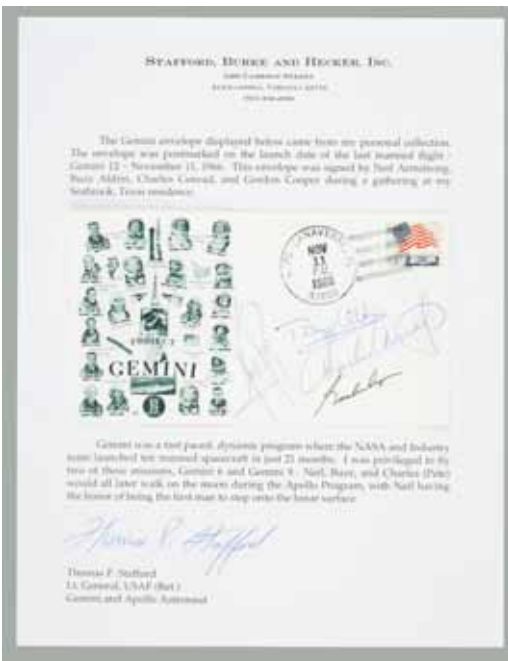 STAFFORD, BURKE AND HECKER, INC.
The Gemini envelope displayed below came from my personal collection.
The envelope was postmarked on the launch date of the last manned flight -
Gemini 12 - November 11, 1966. This envelope was signed by Neil Armstrong,
Buzz Aldrin, Charles Conrad, and Gordon Cooper during a gathering at my
Seabrook, Texas residence.
CANAVERAL
NOV
11
1966
PROJECT
GEMINI
Gemini was a fast paced, dynamic program where the NASA and Industry
team launched ten manned spacecraft in just 21 months. I was privileged to fly
two of these missions, Gemini 6 and Gemini 9. Neil, Buzz, and Charles (Pete)
would all later walk on the moon during the Apollo Program, with Neil having
the honor of being the first man to step onto the lunar surface.
Thomas P. Stafford
Thomas P. Stafford
Lt. General, USAF (Ret.)
Gemini and Apollo Astronaut